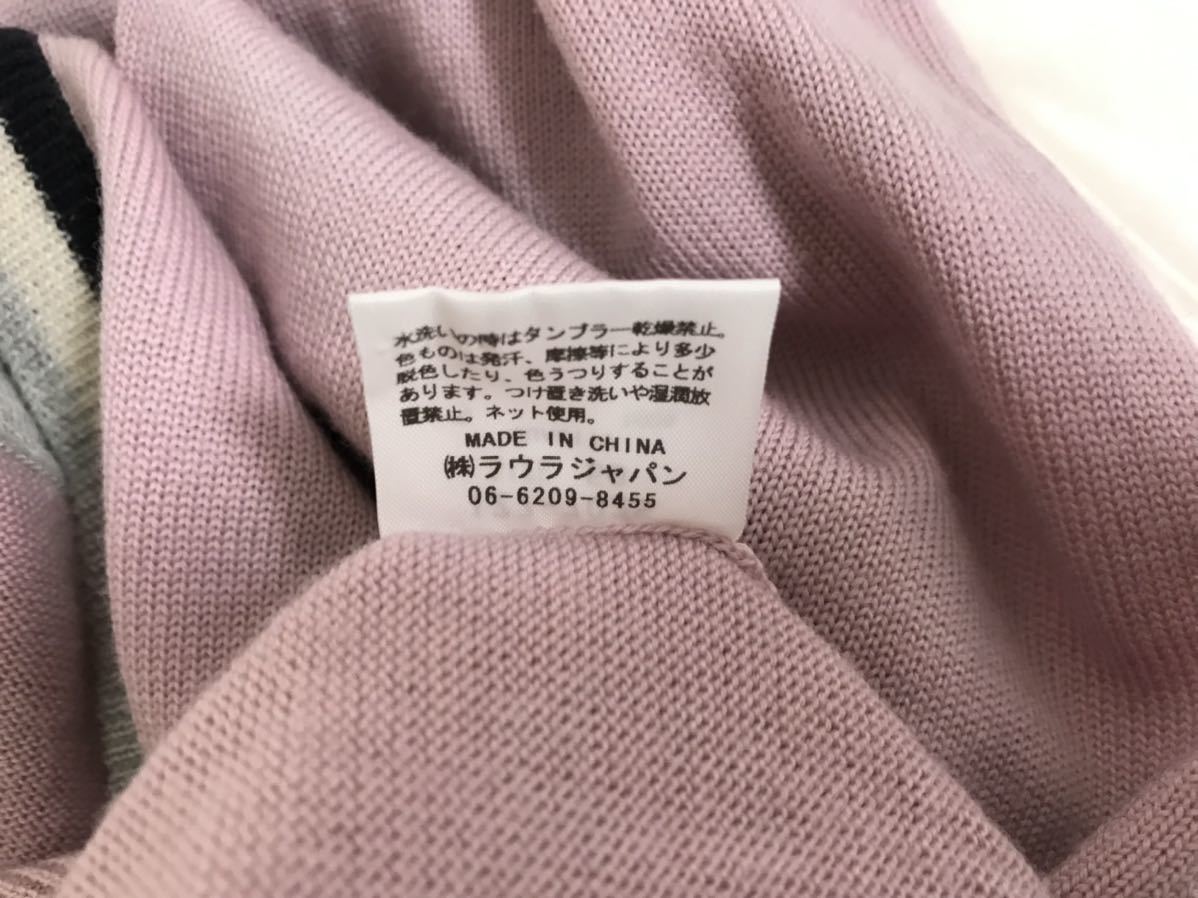 水洗いの時はタンブラー乾燥禁止。
色ものは発汗、摩擦等により多少
脱色したり、色うつりすることが
あります。つけ置き洗いや湿潤放
置禁止。ネット使用。
MADE IN CHINA
㈱ラウラジャパン
06-6209-8455